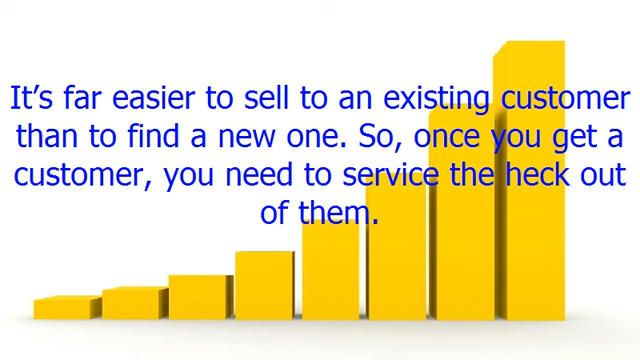 It’s far easier to sell to an existing customer
than to find a new one. So, once you get a
customer, you need to service the heck out
of them.